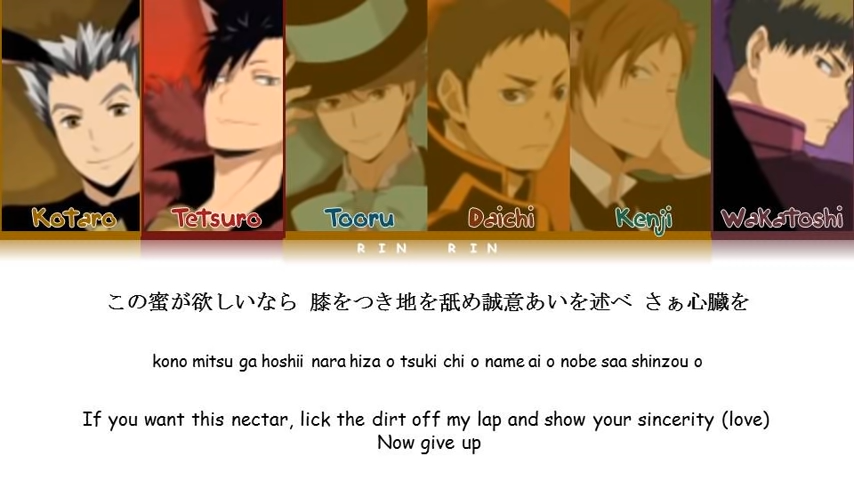 Kotaro Tetsuro Tooru Daichi Kenji Wakatoshi
RIN RIN
この蜜が欲しいなら 膝をつき地を舐め誠意あいを述べ さぁ心臓を
kono mitsu ga hoshii nara hiza o tsuki chi o name ai o nobe saa shinzou o
If you want this nectar, lick the dirt off my lap and show your sincerity (love)
Now give up